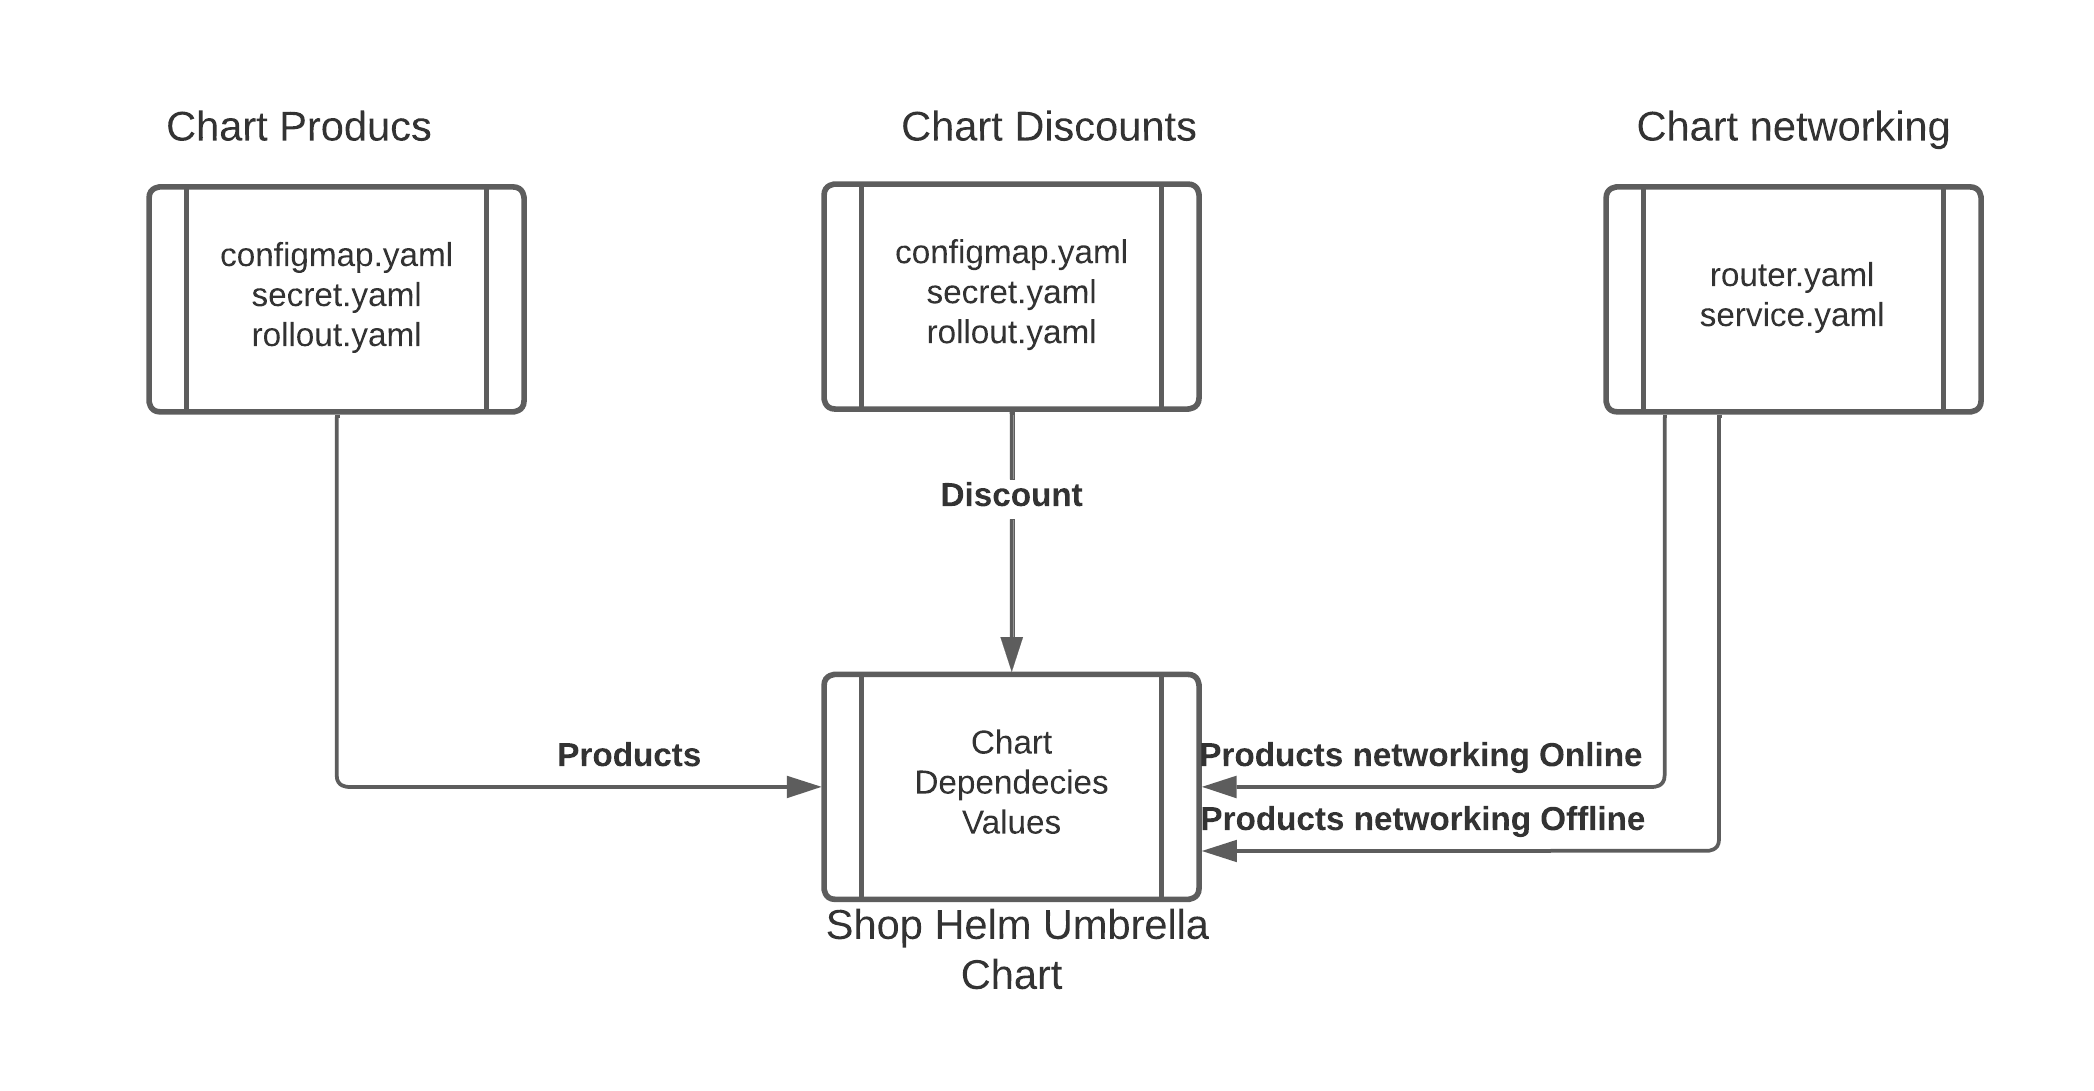 Chart Producs
Chart Discounts
Chart networking
configmap.yaml
secret.yaml
rollout.yaml
configmap.yaml
secret.yaml
rollout.yaml
router.yaml
service.yaml
Discount
Products
Chart
Dependecies
Values
Products networking Online
Products networking Offline
Shop Helm Umbrella
Chart